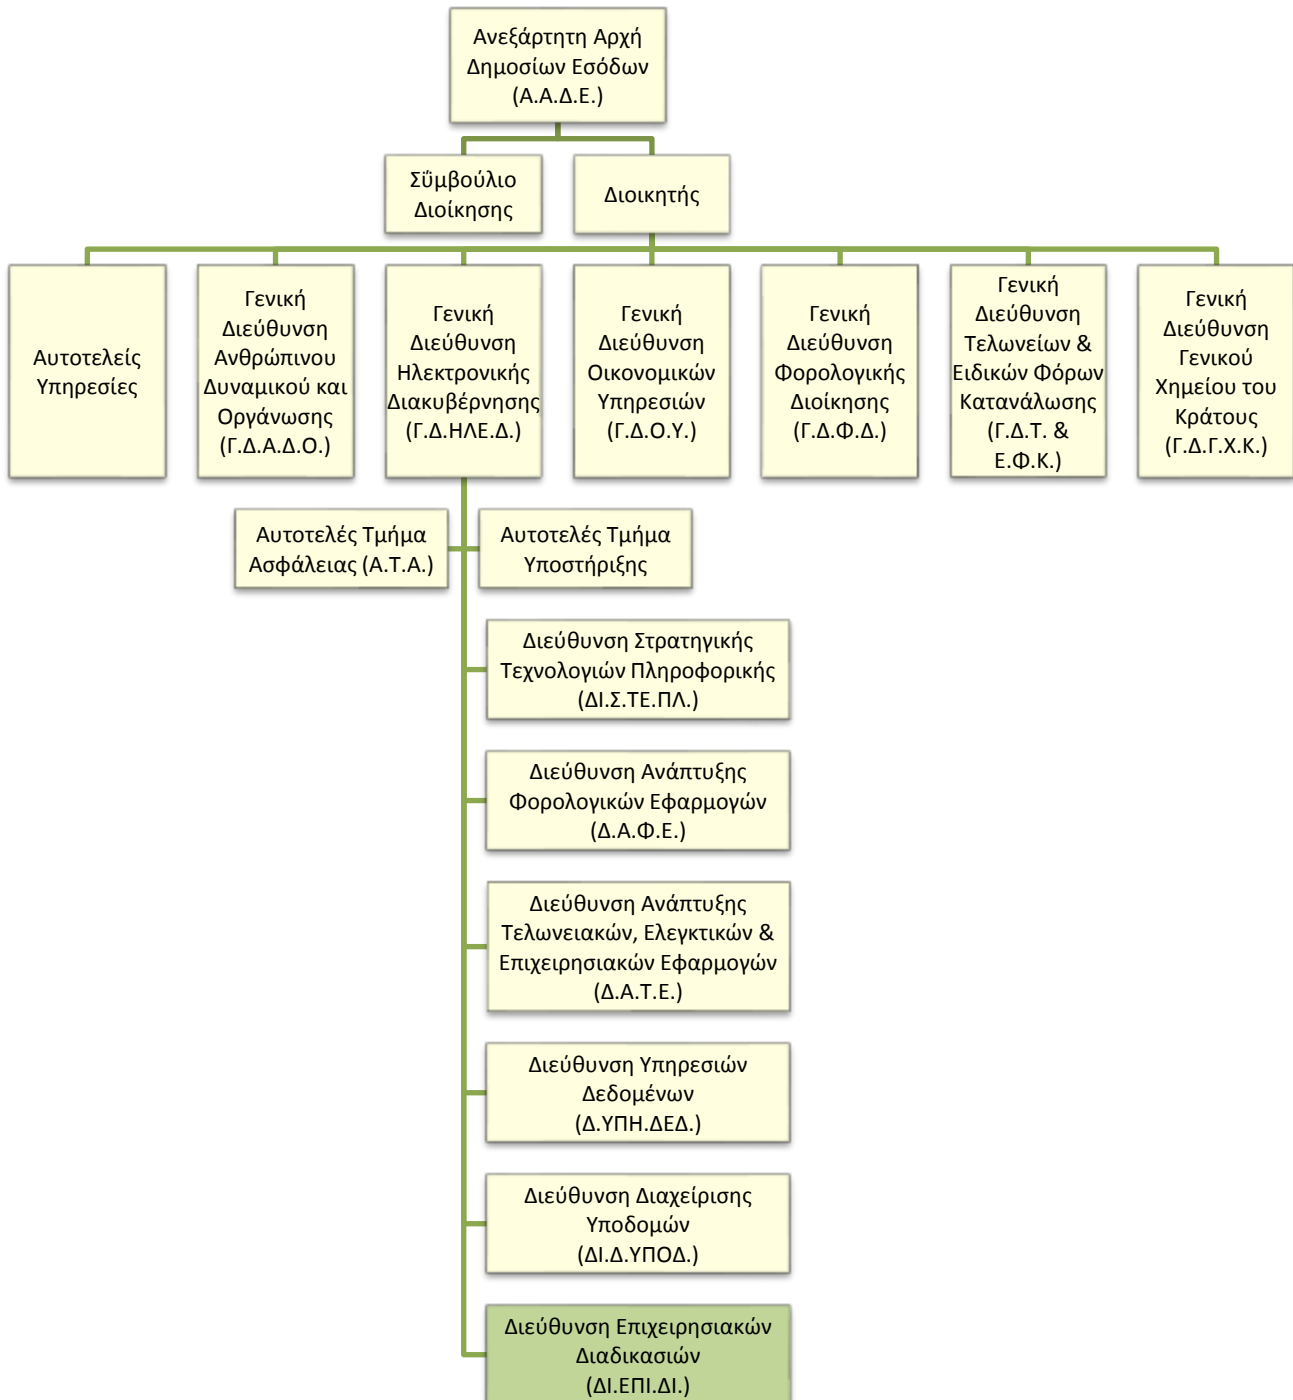 Ανεξάρτητη Αρχή
Δημοσίων Εσόδων
(Α.Α.Δ.Ε.)
Σΰμβούλιο
Διοίκησης
Διοικητής
Αυτοτελείς
Υπηρεσίες
Γενική
Διεύθυνση
Ανθρώπινου
Δυναμικού και
Οργάνωσης
(Γ.Δ.Α.Δ.Ο.)
Γενική
Διεύθυνση
Ηλεκτρονικής
Διακυβέρνησης
(Γ.Δ.ΗΛΕ.Δ.)
Γενική
Διεύθυνση
Οικονομικών
Υπηρεσιών
(Γ.Δ.Ο.Υ.)
Γενική
Διεύθυνση
Φορολογικής
Διοίκησης
(Γ.Δ.Φ.Δ.)
Γενική
Διεύθυνση
Τελωνείων &
Ειδικών Φόρων
Κατανάλωσης
(Γ.Δ.Τ. &
Ε.Φ.Κ.)
Γενική
Διεύθυνση
Γενικού
Χημείου του
Κράτους
(Γ.Δ.Γ.Χ.Κ.)
Αυτοτελές Τμήμα
Ασφάλειας (Α.Τ.Α.)
Αυτοτελές Τμήμα
Υποστήριξης
Διεύθυνση Στρατηγικής
Τεχνολογιών Πληροφορικής
(ΔΙ.Σ.ΤΕ.ΠΛ.)
Διεύθυνση Ανάπτυξης
Φορολογικών Εφαρμογών
(Δ.Α.Φ.Ε.)
Διεύθυνση Ανάπτυξης
Τελωνειακών, Ελεγκτικών &
Επιχειρησιακών Εφαρμογών
(Δ.Α.Τ.Ε.)
Διεύθυνση Υπηρεσιών
Δεδομένων
(Δ.ΥΠΗ.ΔΕΔ.)
Διεύθυνση Διαχείρισης
Υποδομών
(ΔΙ.Δ.ΥΠΟΔ.)
Διεύθυνση Επιχειρησιακών
Διαδικασιών
(ΔΙ.ΕΠΙ.ΔΙ.)